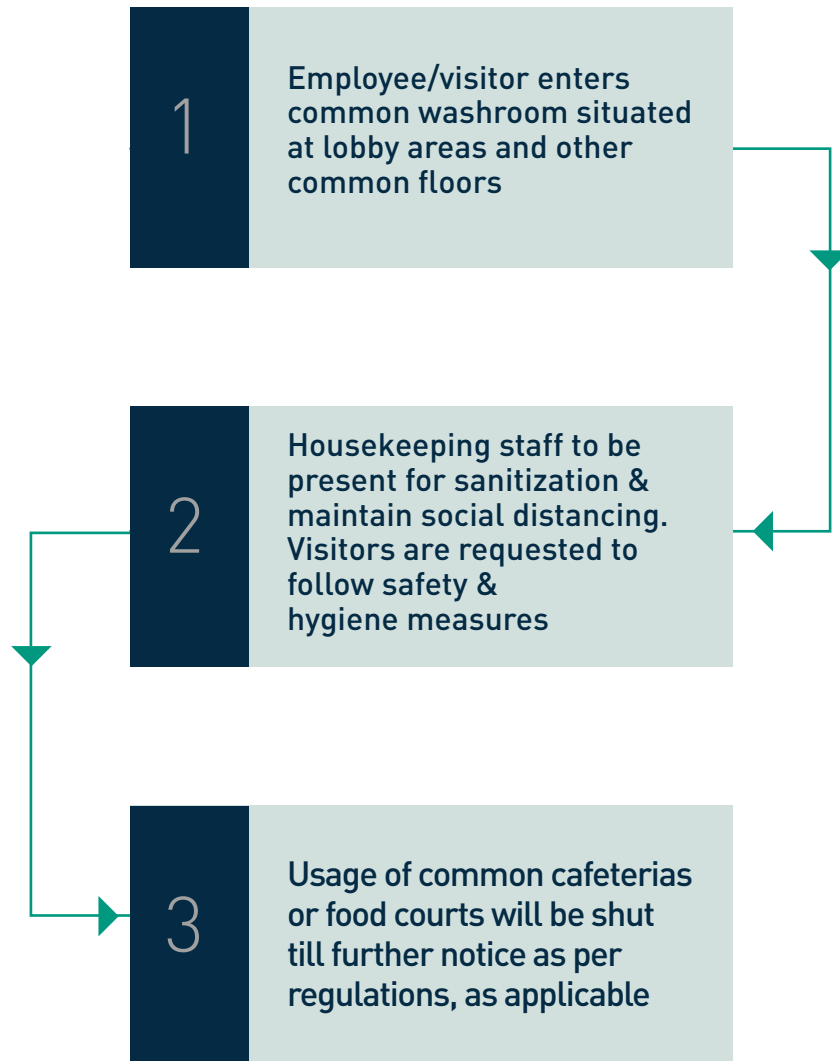 1
Employee/visitor enters
common washroom situated
at lobby areas and other
common floors
2
Housekeeping staff to be
present for sanitization &
maintain social distancing.
Visitors are requested to
follow safety &
hygiene measures
3
Usage of common cafeterias
or food courts will be shut
till further notice as per
regulations, as applicable